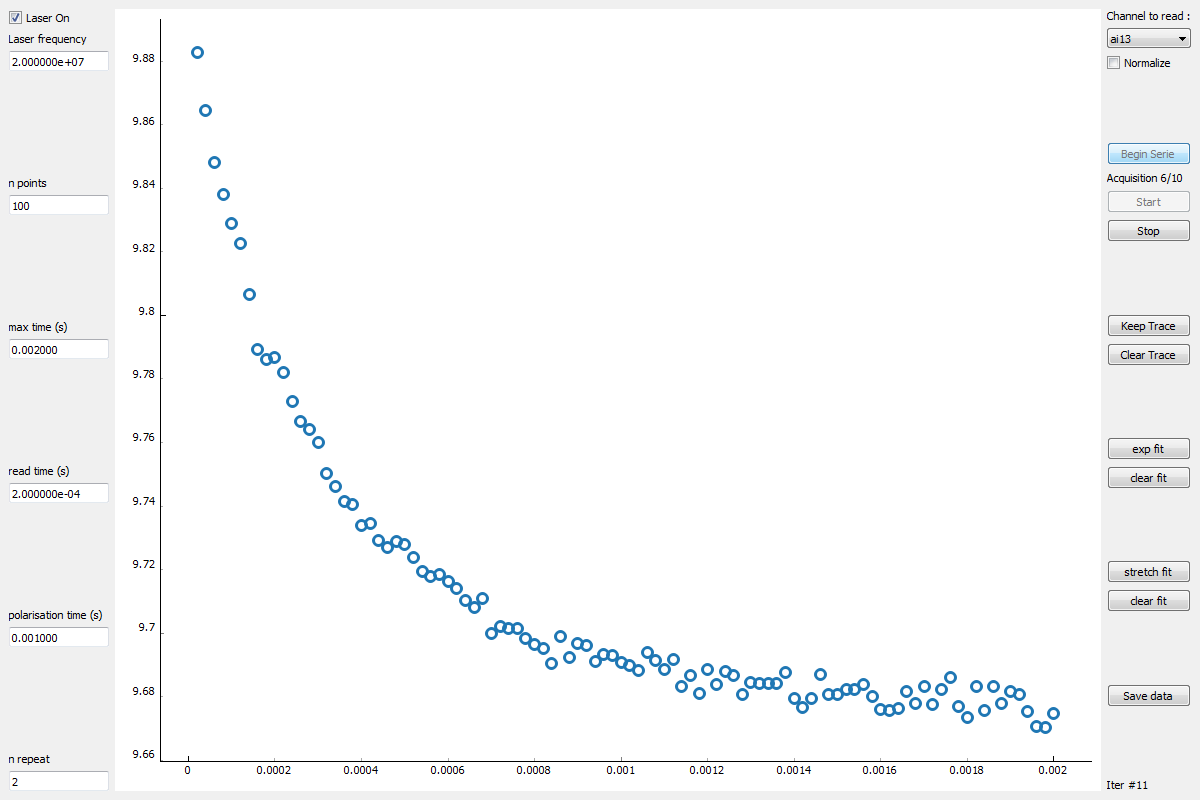 Laser On
Laser frequency
2.000000e+07
n points
100
max time (s)
0.002000
read time (s)
2.000000e-04
polarisation time (s)
0.001000
n repeat
2
9.88
9.86
9.84
9.82
9.8
9.78
9.76
9.74
9.72
9.7
9.68
9.66
0 0.0002 0.0004 0.0006 0.0008 0.001 0.0012 0.0014 0.0016 0.0018 0.002
Channel to read :
ai13
Normalize
Begin Serie
Acquisition 6/10
Start
Stop
Keep Trace
Clear Trace
exp fit
clear fit
stretch fit
clear fit
Save data
Iter #11